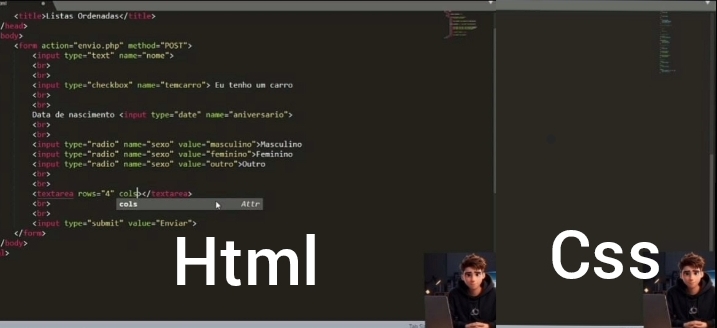 <title>Listas Ordenadas</title>
/head>
body>
<form action="envio.php" method="POST">
<input type="text" name="nome">
<br>
<br>
<input type="checkbox" name="temcarro"> Eu tenho um carro
<br>
<br>
Data de nascimento <input type="date" name="aniversario">
<br>
<br>
<input type="radio" name="sexo" value="masculino">Masculino
<input type="radio" name="sexo" value="feminino">Feminino
<input type="radio" name="sexo" value="outro">Outro
<br>
<br>
<textarea rows="4" cols></textarea>
<br>
cols Attr
<br>
<input type="submit" value="Enviar">
</form>
/body>
Html
Css